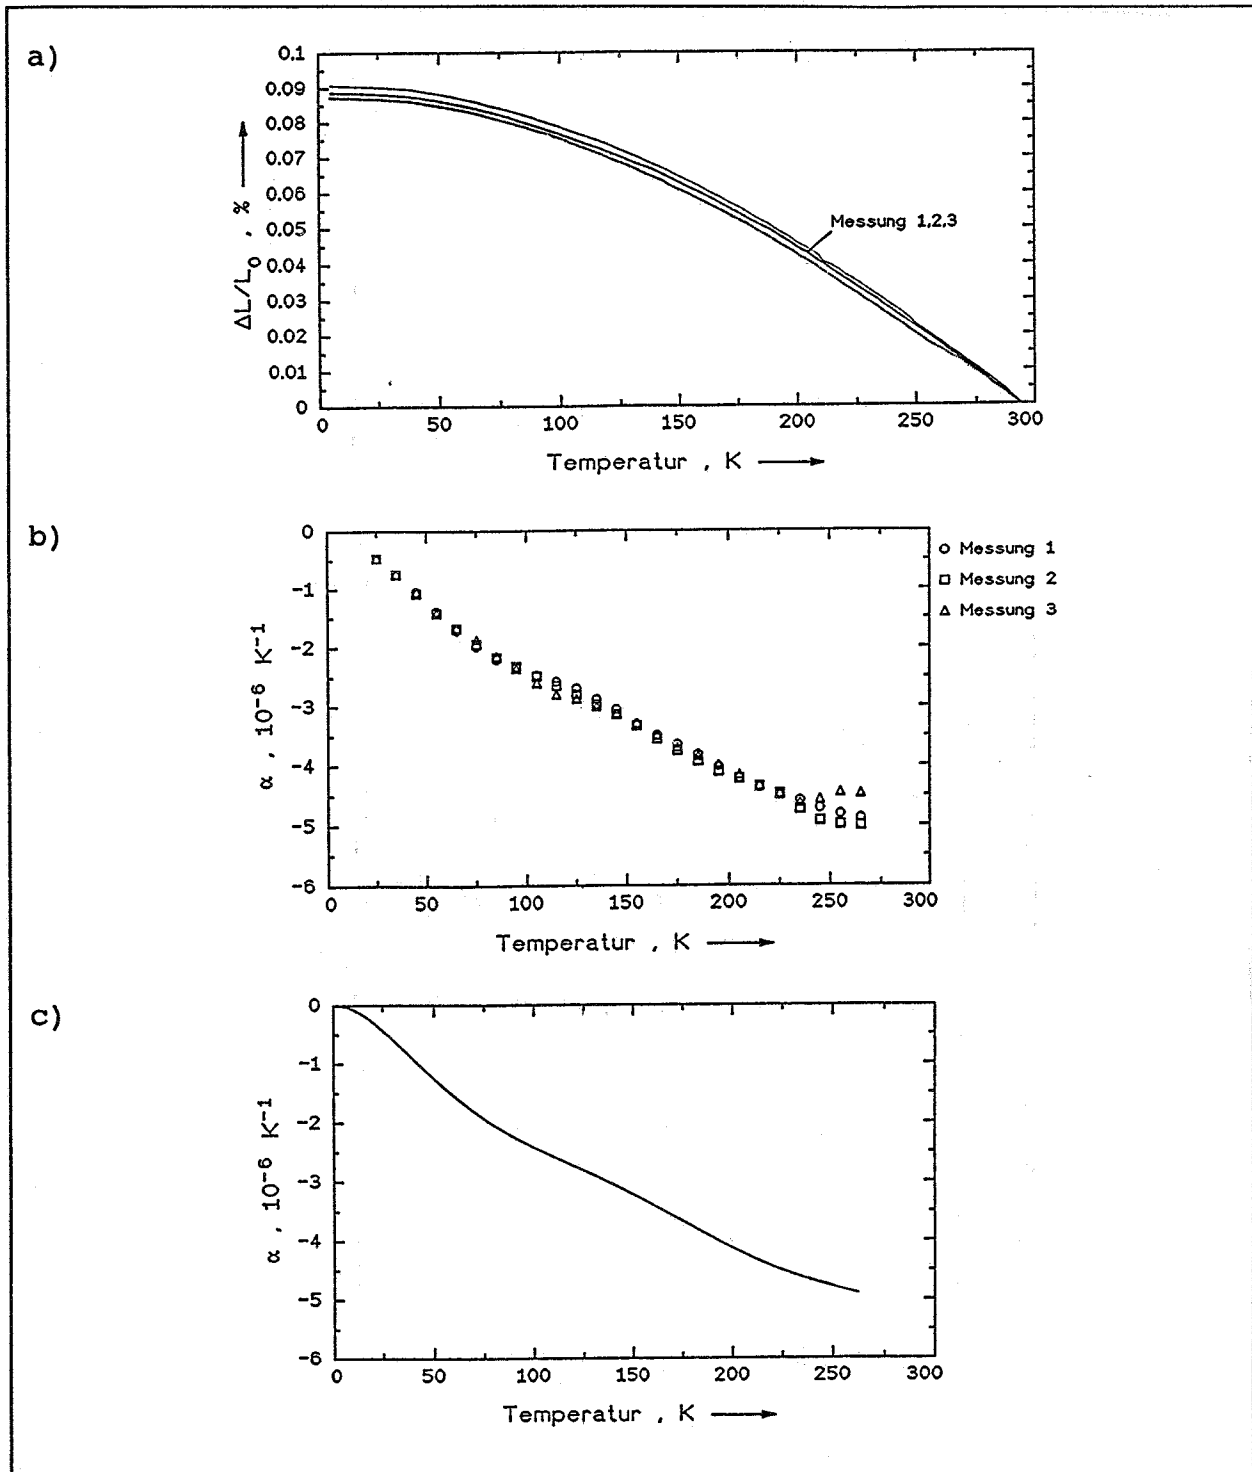 a)
0.1
0.09
0.08
0.07
0.06
0.05
0.04
0.03
0.02
0.01
0
ΔL/L₀ , %
Messung 1,2,3
0 50 100 150 200 250 300
Temperatur , K
b)
0
-1
-2
-3
-4
-5
-6
α , 10⁻⁶ K⁻¹
Messung 1
Messung 2
Messung 3
0 50 100 150 200 250 300
Temperatur , K
c)
0
-1
-2
-3
-4
-5
-6
α , 10⁻⁶ K⁻¹
0 50 100 150 200 250 300
Temperatur , K